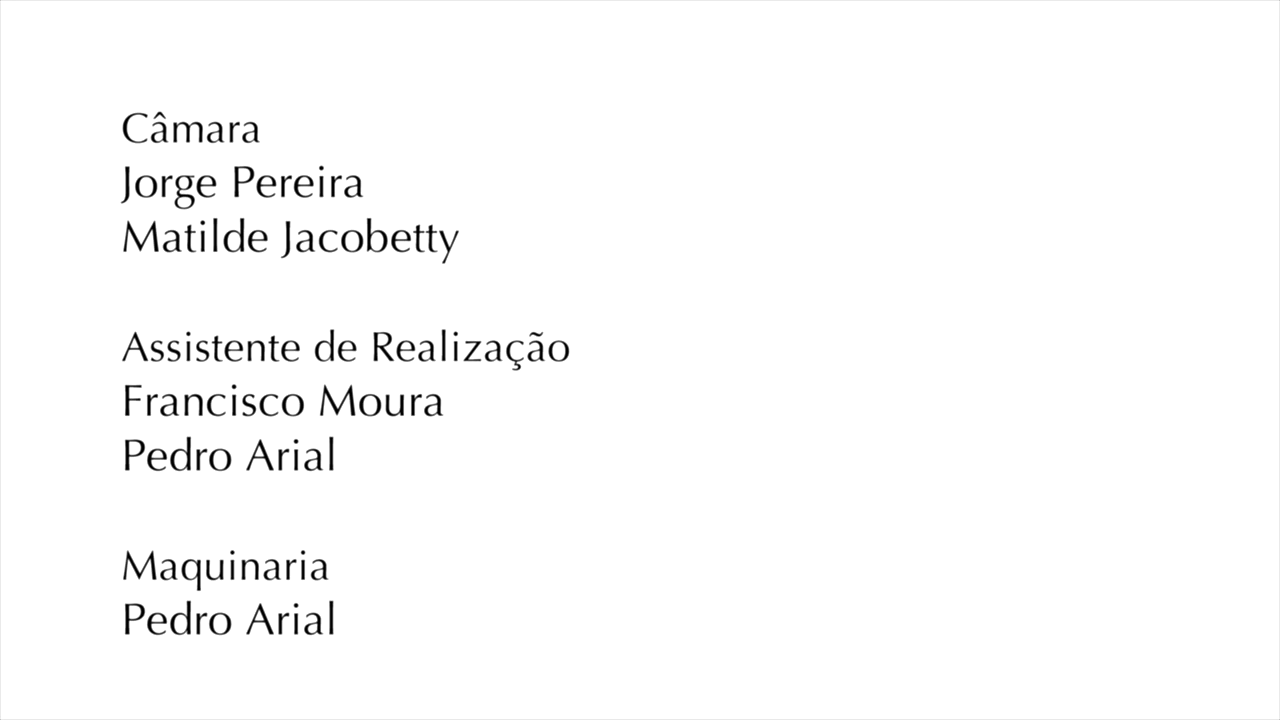 Câmara
Jorge Pereira
Matilde Jacobetty
Assistente de Realização
Francisco Moura
Pedro Arial
Maquinaria
Pedro Arial